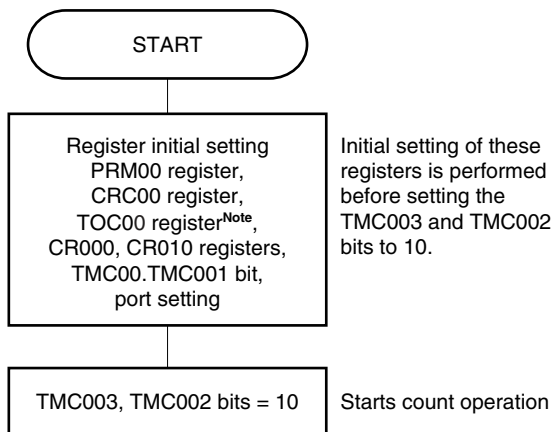 START
Register initial setting
PRM00 register,
CRC00 register,
TOC00 registerNote,
CR000, CR010 registers,
TMC00.TMC001 bit,
port setting
Initial setting of these
registers is performed
before setting the
TMC003 and TMC002
bits to 10.
TMC003, TMC002 bits = 10
Starts count operation